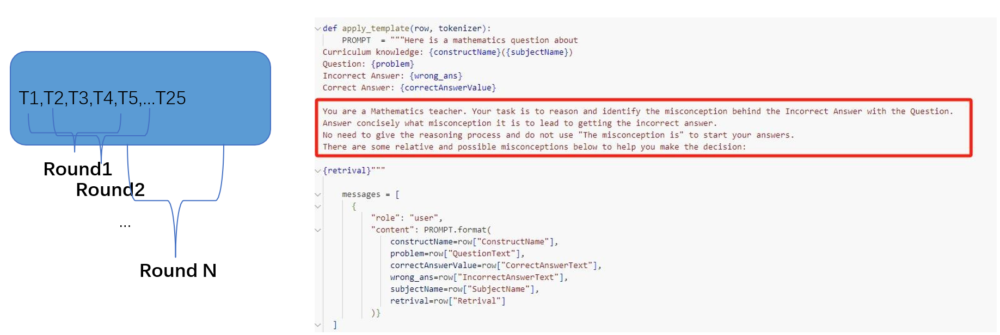 T1,T2,T3,T4,T5,...T25
Round1
Round2
...
Round N
def apply_template(row, tokenizer):
PROMPT = """Here is a mathematics question about
Curriculum knowledge: {constructName}({subjectName})
Question: {problem}
Incorrect Answer: {wrong_ans}
Correct Answer: {correctAnswerValue}
You are a Mathematics teacher. Your task is to reason and identify the misconception behind the Incorrect Answer with the Question.
Answer concisely what misconception it is to lead to getting the incorrect answer.
No need to give the reasoning process and do not use "The misconception is" to start your answers.
There are some relative and possible misconceptions below to help you make the decision:
{retrival}"""
messages = [
{
"role": "user",
"content": PROMPT.format(
constructName=row["ConstructName"],
problem=row["QuestionText"],
correctAnswerValue=row["CorrectAnswerText"],
wrong_ans=row["IncorrectAnswerText"],
subjectName=row["SubjectName"],
retrival=row["Retrival"]
)}
]